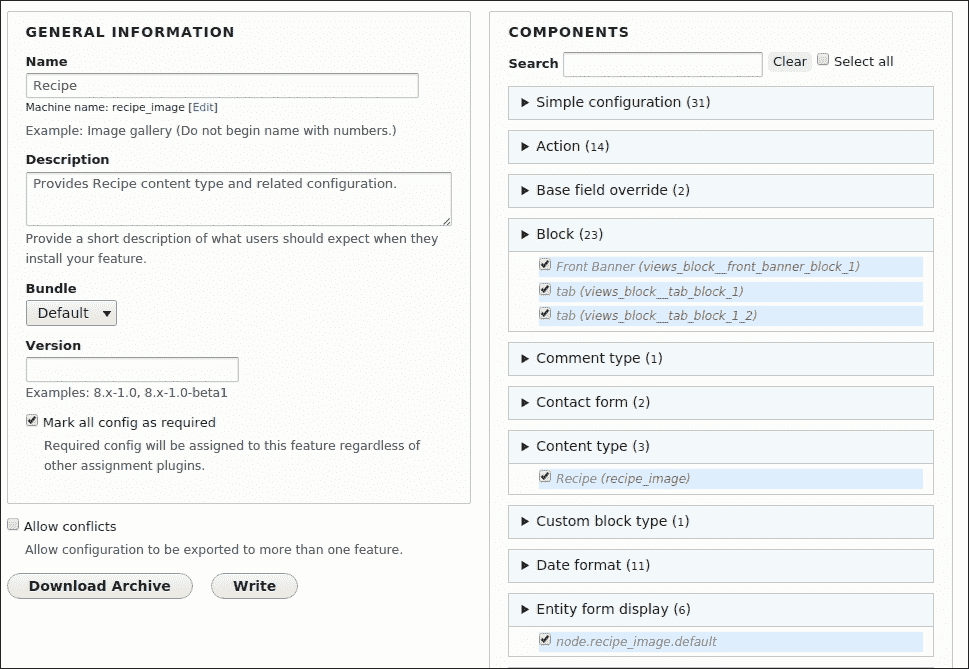 GENERAL INFORMATION
Name
Recipe
Machine name: recipe_image [Edit]
Example: Image gallery (Do not begin name with numbers.)
Description
Provides Recipe content type and related configuration.
Provide a short description of what users should expect when they
install your feature.
Bundle
Default
Version
Examples: 8.x-1.0, 8.x-1.0-beta1
Mark all config as required
Required config will be assigned to this feature regardless of
other assignment plugins.
Allow conflicts
Allow configuration to be exported to more than one feature.
Download Archive
Write
COMPONENTS
Search
Clear
Select all
Simple configuration (31)
Action (14)
Base field override (2)
Block (23)
Front Banner (views_block__front_banner_block_1)
tab (views_block__tab_block_1)
tab (views_block__tab_block_1_2)
Comment type (1)
Contact form (2)
Content type (3)
Recipe (recipe_image)
Custom block type (1)
Date format (11)
Entity form display (6)
node.recipe_image.default